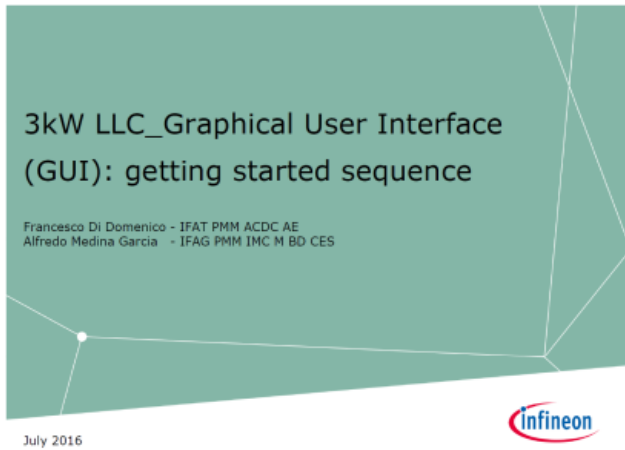 3kW LLC_Graphical User Interface
(GUI): getting started sequence
Francesco Di Domenico - IFAT PMM ACDC AE
Alfredo Medina Garcia - IFAG PMM IMC M BD CES
infineon
July 2016